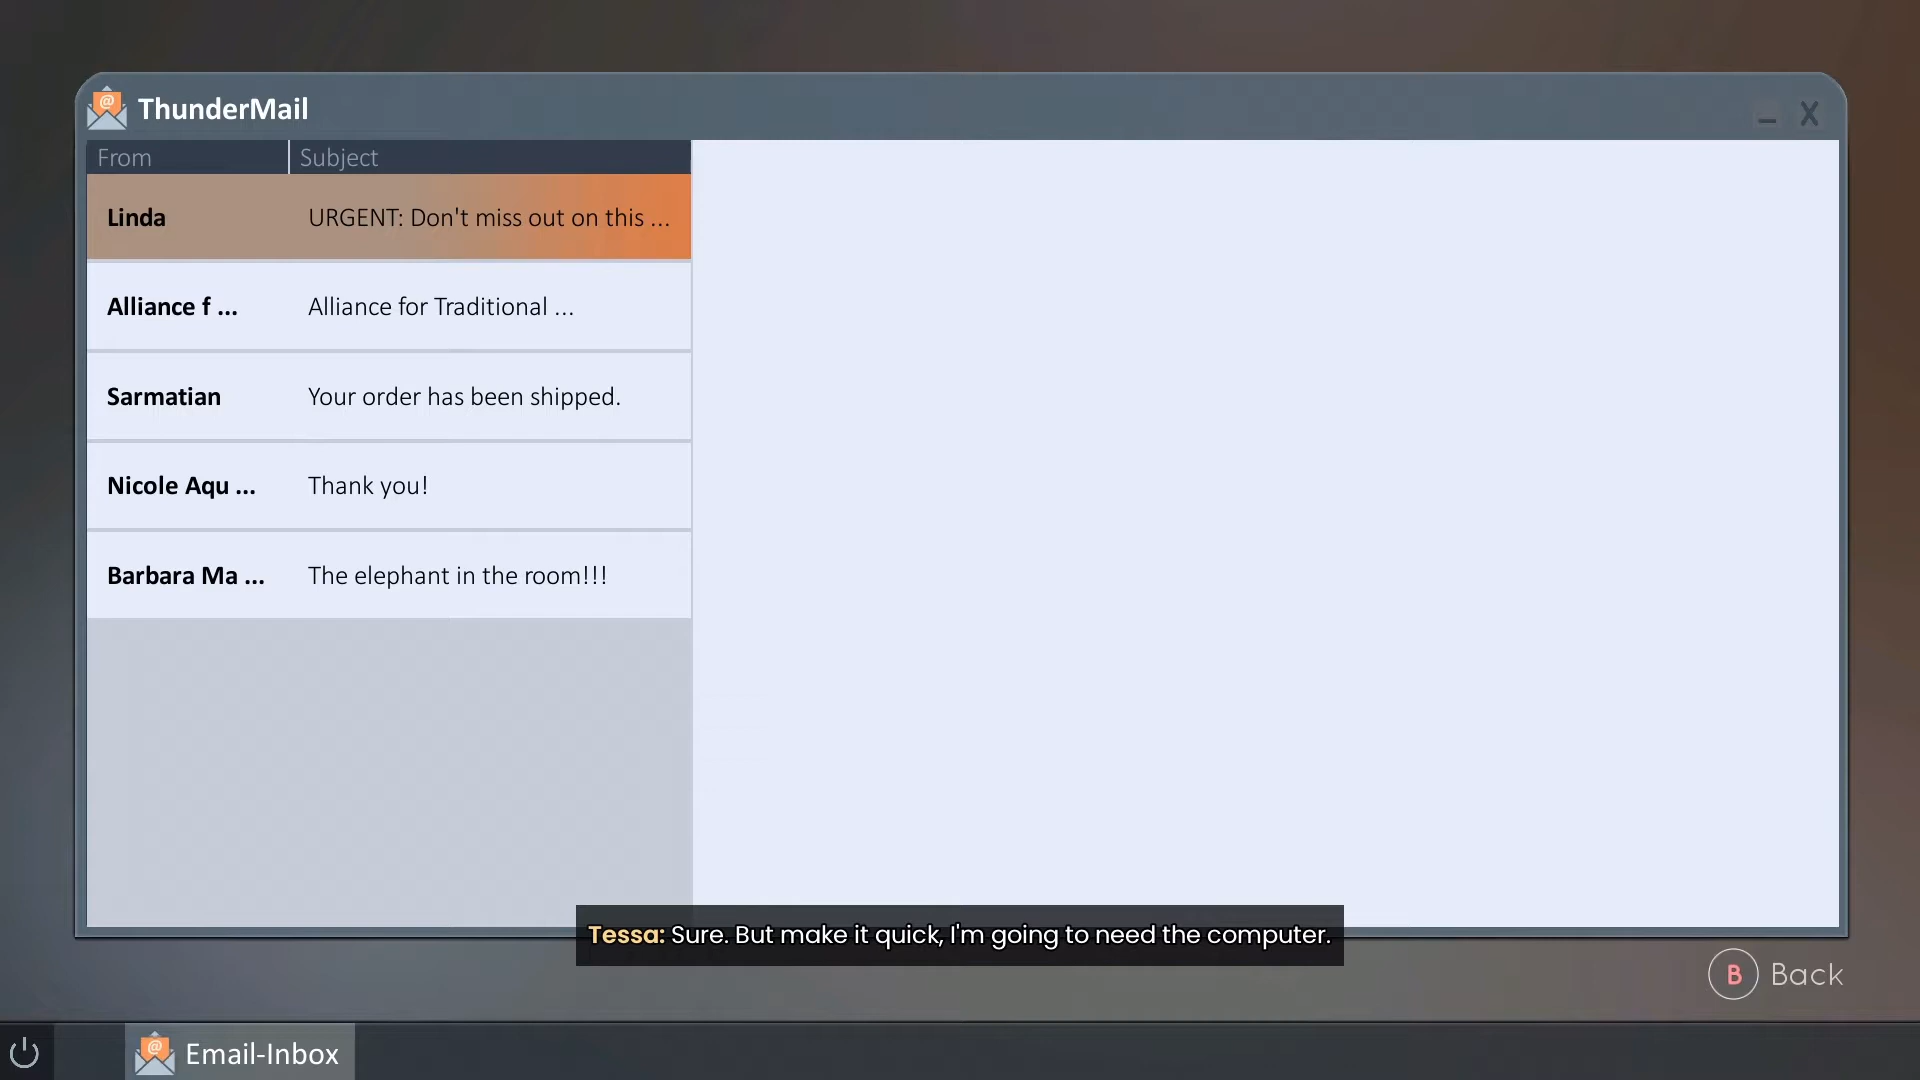 ThunderMail
From Subject
Linda URGENT: Don't miss out on this ...
Alliance f ... Alliance for Traditional ...
Sarmatian Your order has been shipped.
Nicole Aqu ... Thank you!
Barbara Ma ... The elephant in the room!!!
Tessa: Sure. But make it quick, I'm going to need the computer.
B Back
Email-Inbox